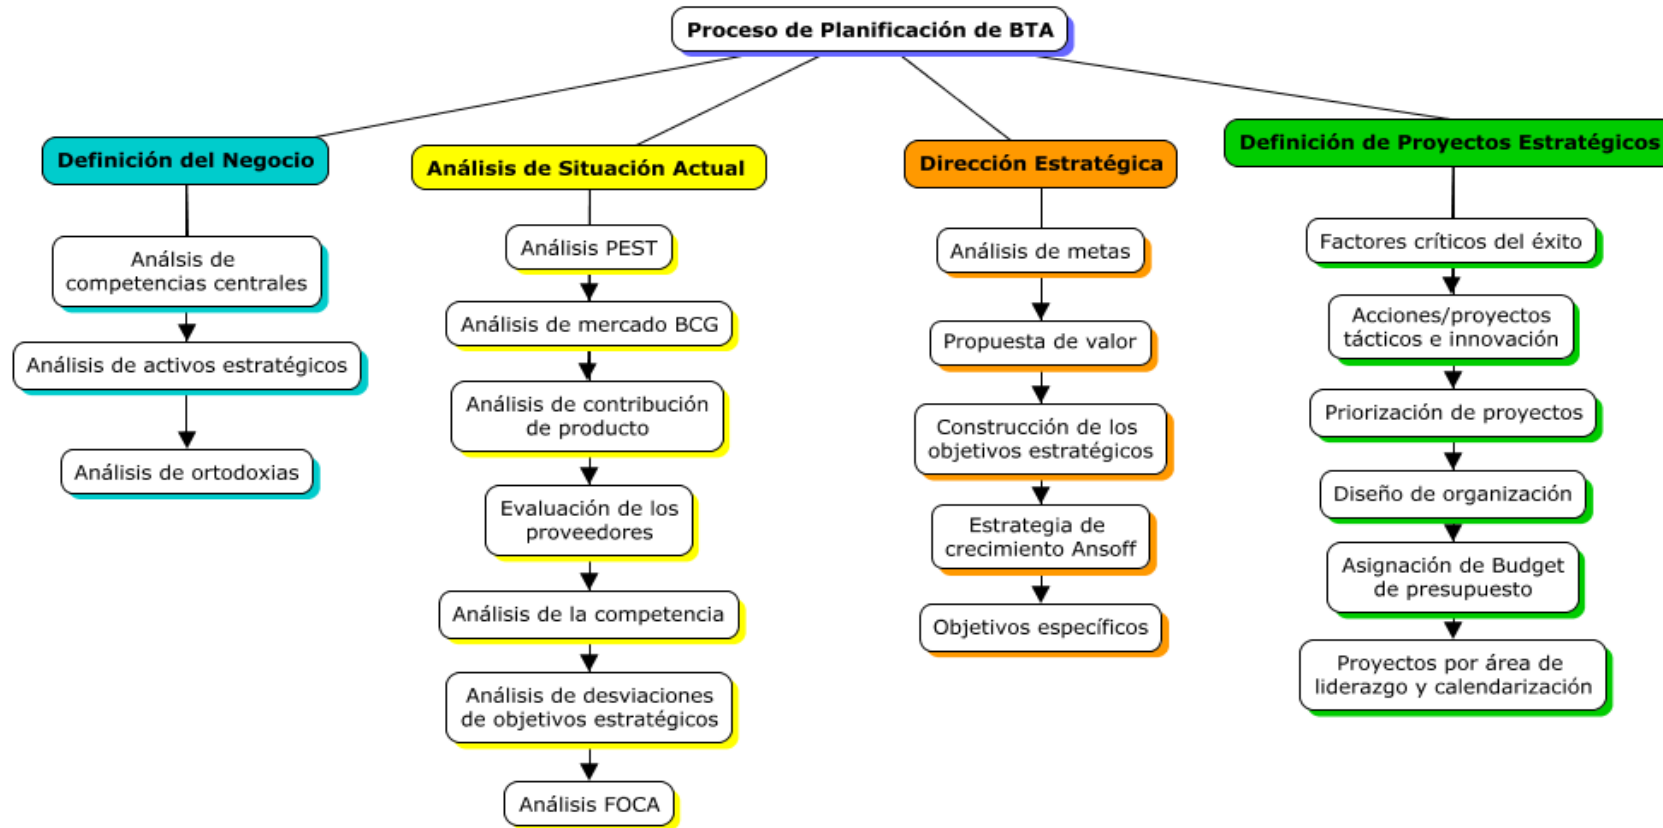 Proceso de Planificación de BTA
Definición del Negocio
Análsis de
competencias centrales
Análisis de activos estratégicos
Análisis de ortodoxias
Análisis de Situación Actual
Análisis PEST
Análisis de mercado BCG
Análisis de contribución
de producto
Evaluación de los
proveedores
Análisis de la competencia
Análisis de desviaciones
de objetivos estratégicos
Análisis FOCA
Dirección Estratégica
Análisis de metas
Propuesta de valor
Construcción de los
objetivos estratégicos
Estrategia de
crecimiento Ansoff
Objetivos específicos
Definición de Proyectos Estratégicos
Factores críticos del éxito
Acciones/proyectos
tácticos e innovación
Priorización de proyectos
Diseño de organización
Asignación de Budget
de presupuesto
Proyectos por área de
liderazgo y calendarización